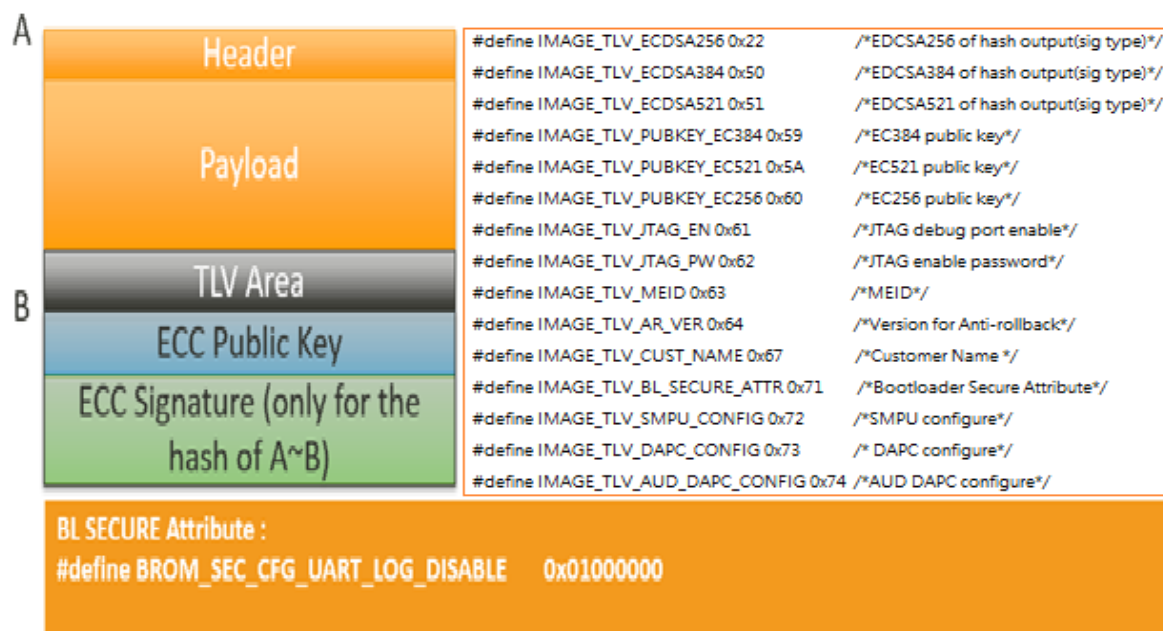 A
Header
Payload
B
TLV Area
ECC Public Key
ECC Signature (only for the
hash of A~B)
#define IMAGE_TLV_ECDSA256 0x22 /*EDCSA256 of hash output(sig type)*/
#define IMAGE_TLV_ECDSA384 0x50 /*EDCSA384 of hash output(sig type)*/
#define IMAGE_TLV_ECDSA521 0x51 /*EDCSA521 of hash output(sig type)*/
#define IMAGE_TLV_PUBKEY_EC384 0x59 /*EC384 public key*/
#define IMAGE_TLV_PUBKEY_EC521 0x5A /*EC521 public key*/
#define IMAGE_TLV_PUBKEY_EC256 0x60 /*EC256 public key*/
#define IMAGE_TLV_JTAG_EN 0x61 /*JTAG debug port enable*/
#define IMAGE_TLV_JTAG_PW 0x62 /*JTAG enable password*/
#define IMAGE_TLV_MEID 0x63 /*MEID*/
#define IMAGE_TLV_AR_VER 0x64 /*Version for Anti-rollback*/
#define IMAGE_TLV_CUST_NAME 0x67 /*Customer Name */
#define IMAGE_TLV_BL_SECURE_ATTR 0x71 /*Bootloader Secure Attribute*/
#define IMAGE_TLV_SMPU_CONFIG 0x72 /*SMPU configure*/
#define IMAGE_TLV_DAPC_CONFIG 0x73 /* DAPC configure*/
#define IMAGE_TLV_AUD_DAPC_CONFIG 0x74 /*AUD DAPC configure*/
BL SECURE Attribute :
#define BROM_SEC_CFG_UART_LOG_DISABLE 0x01000000